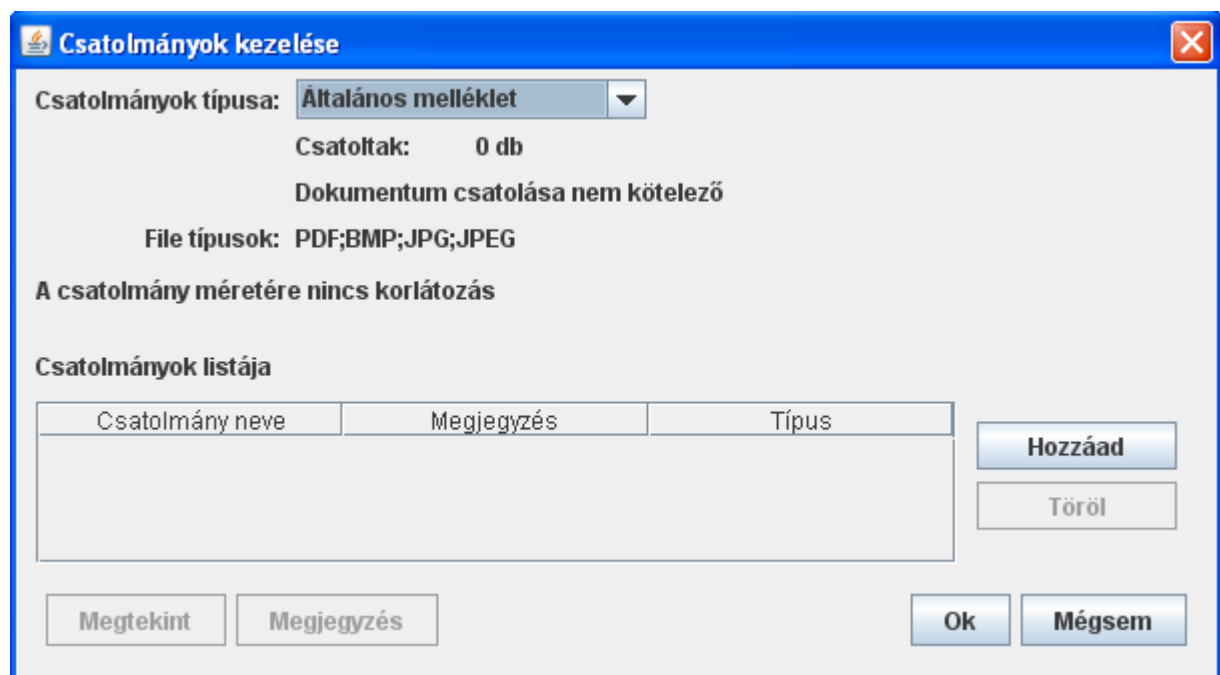 Csatolmányok kezelése
Csatolmányok típusa: Általános melléklet
Csatoltak: 0 db
Dokumentum csatolása nem kötelező
File típusok: PDF;BMP;JPG;JPEG
A csatolmány méretére nincs korlátozás
Csatolmányok listája
Csatolmány neve Megjegyzés Típus
Hozzáad
Töröl
Megtekint Megjegyzés Ok Mégsem